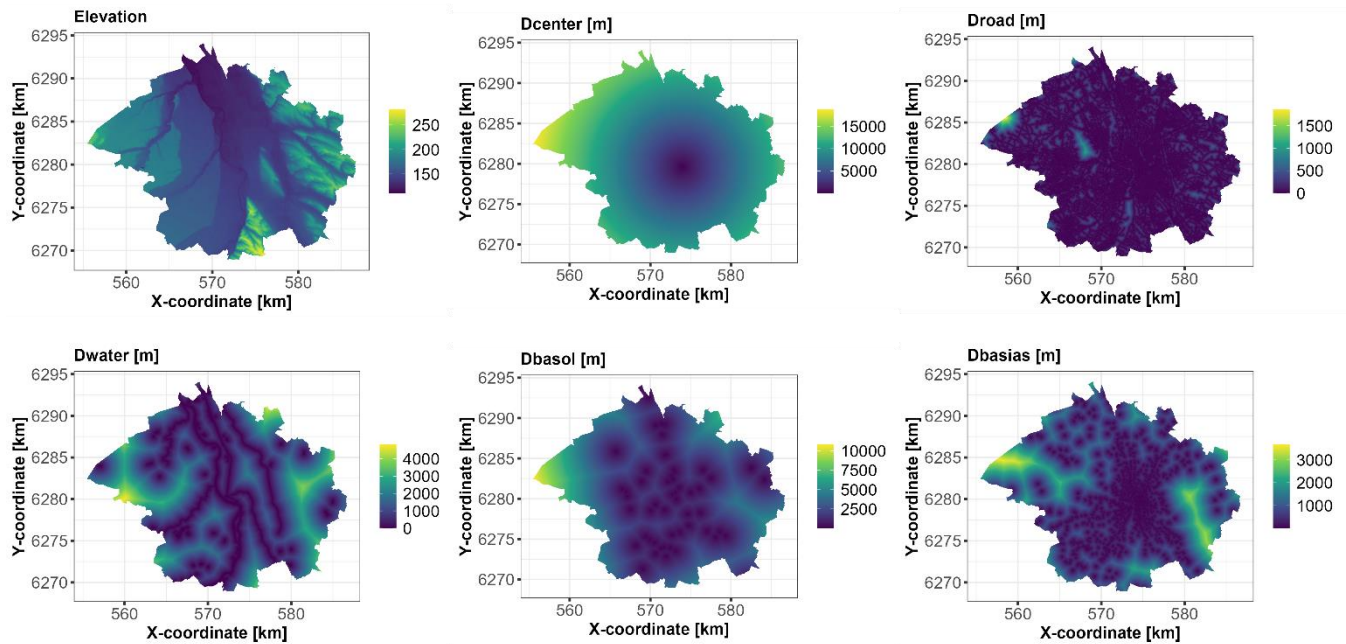 Elevation
Y-coordinate [km]
6295
6290
6285
6280
6275
6270
560 570 580
X-coordinate [km]
250
200
150
Dcenter [m]
Y-coordinate [km]
6295
6290
6285
6280
6275
6270
560 570 580
X-coordinate [km]
15000
10000
5000
Droad [m]
Y-coordinate [km]
6295
6290
6285
6280
6275
6270
560 570 580
X-coordinate [km]
1500
1000
500
0
Dwater [m]
Y-coordinate [km]
6295
6290
6285
6280
6275
6270
560 570 580
X-coordinate [km]
4000
3000
2000
1000
0
Dbasol [m]
Y-coordinate [km]
6295
6290
6285
6280
6275
6270
560 570 580
X-coordinate [km]
10000
7500
5000
2500
Dbasias [m]
Y-coordinate [km]
6295
6290
6285
6280
6275
6270
560 570 580
X-coordinate [km]
3000
2000
1000